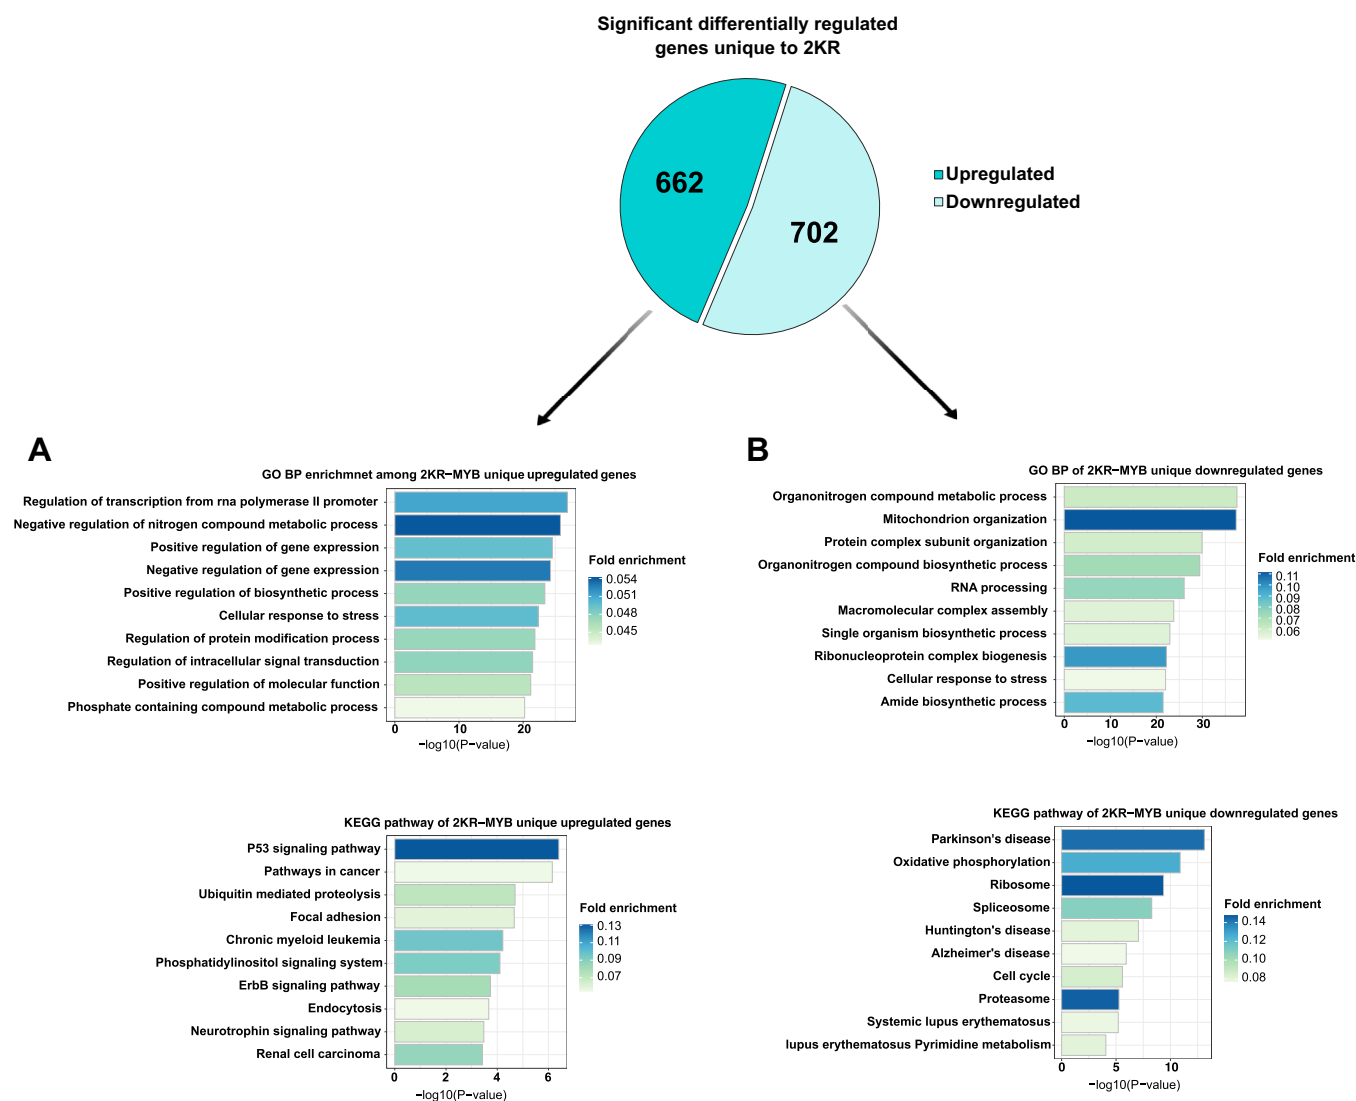 Significant differentially regulated
genes unique to 2KR
662
702
Upregulated
Downregulated
A
GO BP enrichmnet among 2KR−MYB unique upregulated genes
Regulation of transcription from rna polymerase II promoter
Negative regulation of nitrogen compound metabolic process
Positive regulation of gene expression
Negative regulation of gene expression
Positive regulation of biosynthetic process
Cellular response to stress
Regulation of protein modification process
Regulation of intracellular signal transduction
Positive regulation of molecular function
Phosphate containing compound metabolic process
0 10 20
−log10(P−value)
Fold enrichment
0.054
0.051
0.048
0.045
KEGG pathway of 2KR−MYB unique upregulated genes
P53 signaling pathway
Pathways in cancer
Ubiquitin mediated proteolysis
Focal adhesion
Chronic myeloid leukemia
Phosphatidylinositol signaling system
ErbB signaling pathway
Endocytosis
Neurotrophin signaling pathway
Renal cell carcinoma
0 2 4 6
−log10(P−value)
Fold enrichment
0.13
0.11
0.09
0.07
B
GO BP of 2KR−MYB unique downregulated genes
Organonitrogen compound metabolic process
Mitochondrion organization
Protein complex subunit organization
Organonitrogen compound biosynthetic process
RNA processing
Macromolecular complex assembly
Single organism biosynthetic process
Ribonucleoprotein complex biogenesis
Cellular response to stress
Amide biosynthetic process
0 10 20 30
−log10(P−value)
Fold enrichment
0.11
0.10
0.09
0.08
0.07
0.06
KEGG pathway of 2KR−MYB unique downregulated genes
Parkinson's disease
Oxidative phosphorylation
Ribosome
Spliceosome
Huntington's disease
Alzheimer's disease
Cell cycle
Proteasome
Systemic lupus erythematosus
lupus erythematosus Pyrimidine metabolism
0 5 10
−log10(P−value)
Fold enrichment
0.14
0.12
0.10
0.08